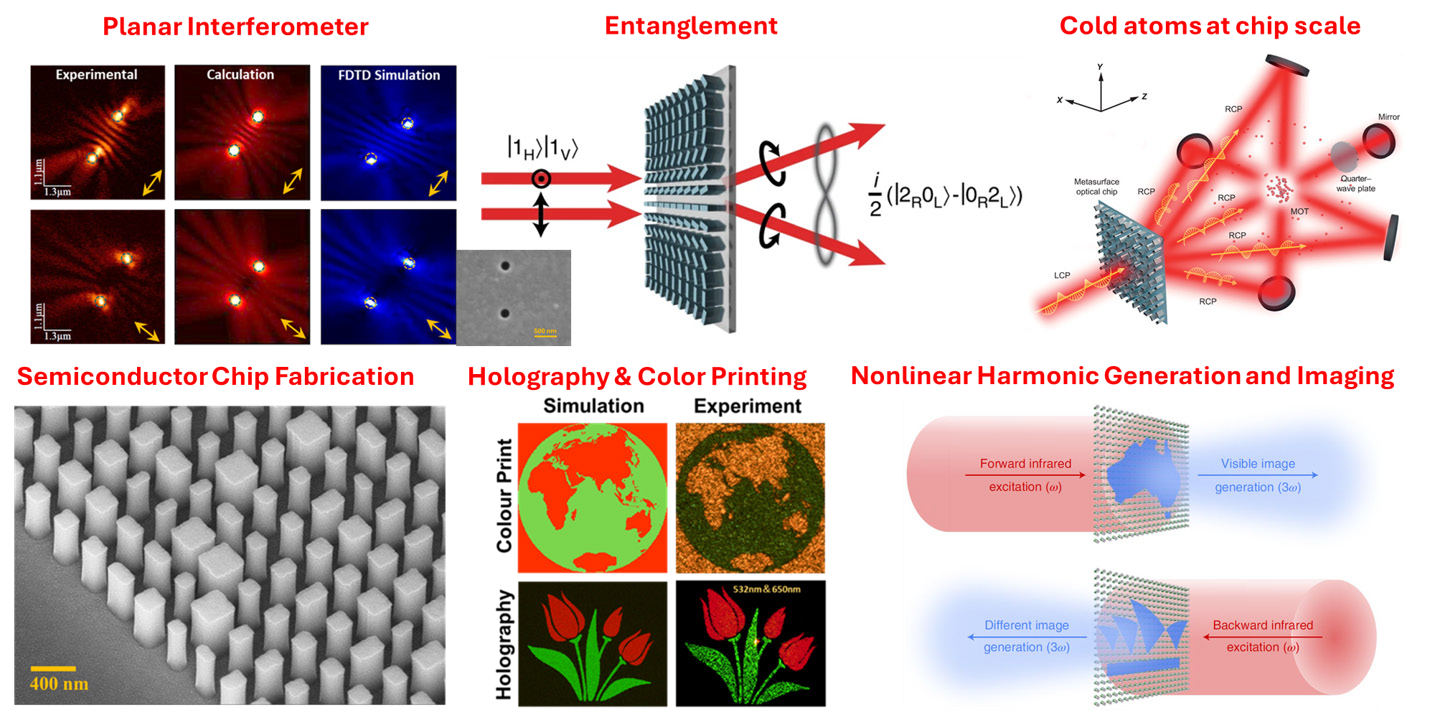 Planar Interferometer
Experimental
Calculation
FDTD Simulation
1.1μm
1.3μm
1.1μm
1.3μm
Entanglement
|1H⟩|1V⟩
i/2 (|2R0L⟩-|0R2L⟩)
500 nm
Cold atoms at chip scale
Y
X
Z
RCP
Mirror
Metasurface
optical chip
RCP
Quarter–
wave plate
RCP
MOT
RCP
LCP
RCP
Semiconductor Chip Fabrication
400 nm
Holography & Color Printing
Simulation
Experiment
Colour Print
Holography
532nm & 650nm
Nonlinear Harmonic Generation and Imaging
Forward infrared
excitation (ω)
Visible image
generation (3ω)
Different image
generation (3ω)
Backward infrared
excitation (ω)